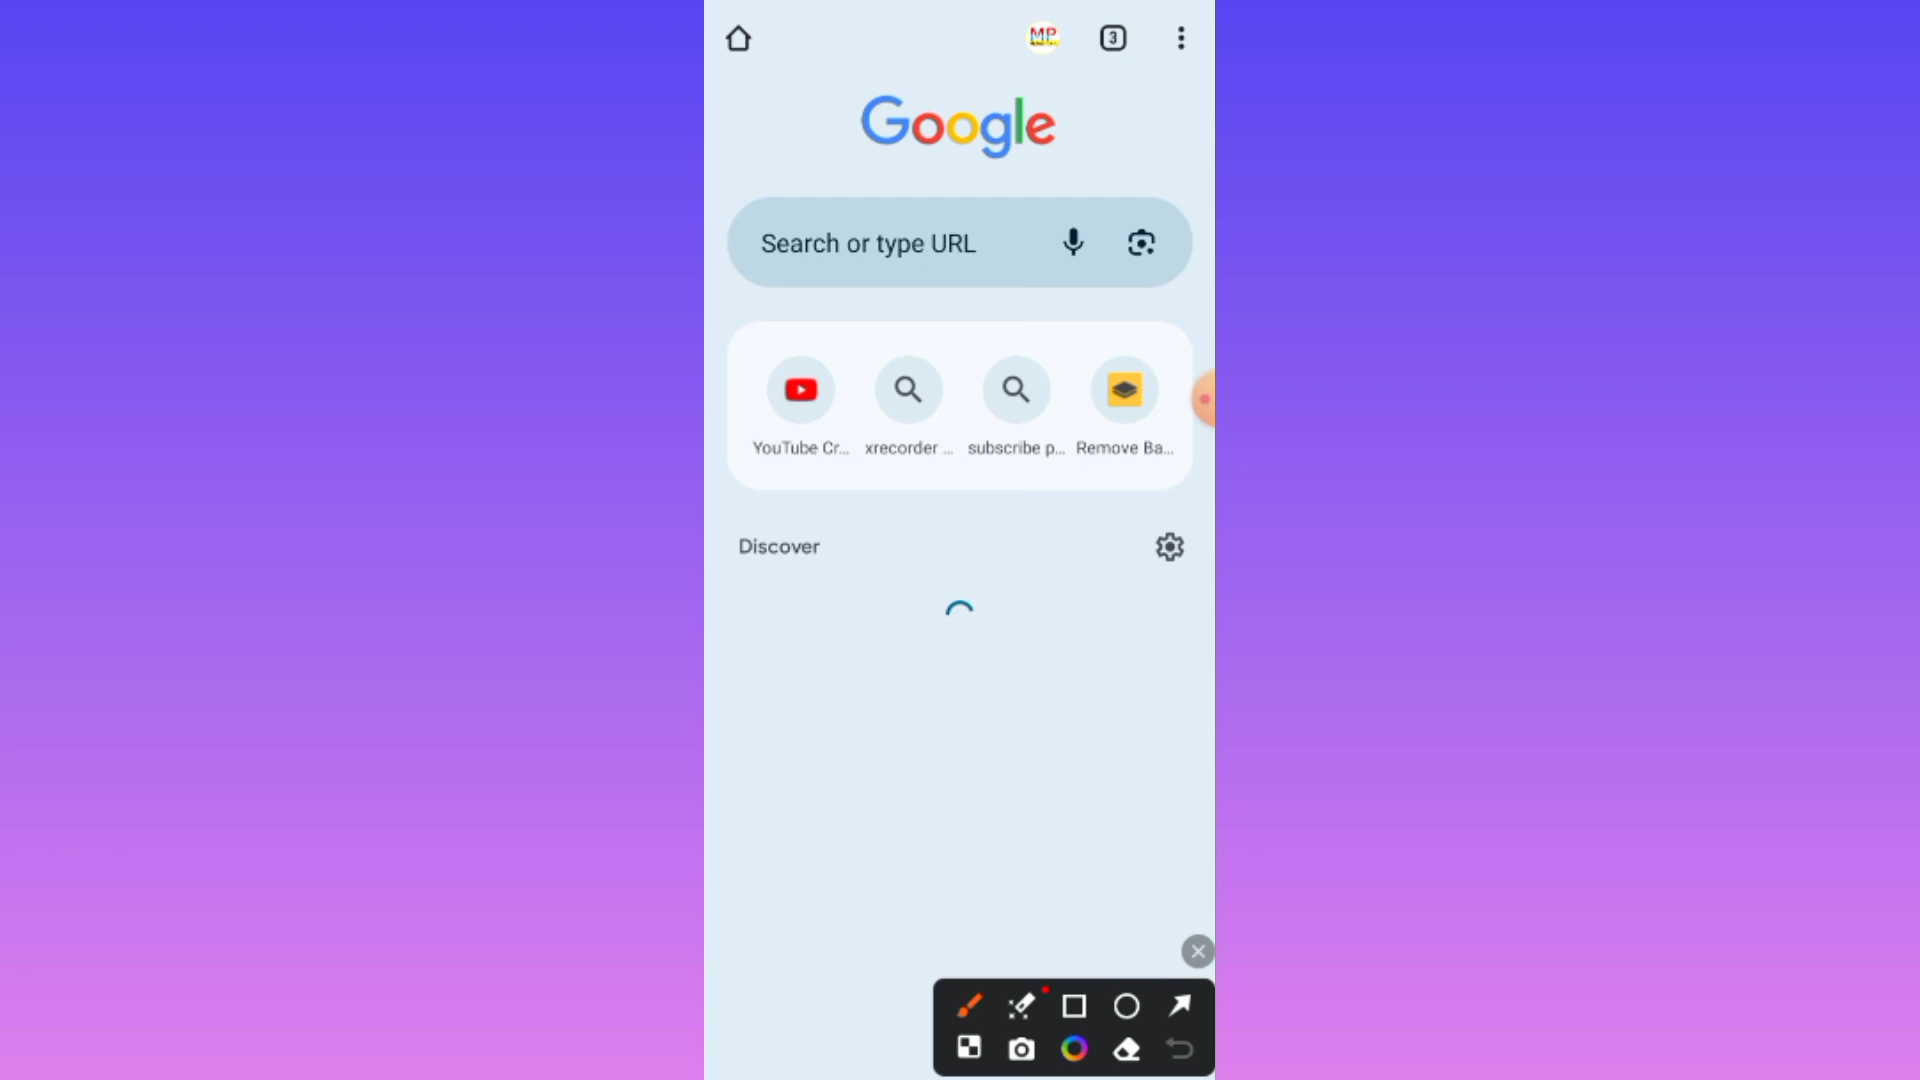 MP
3
Google
Search or type URL
YouTube Cr... xrecorder ... subscribe p... Remove Ba...
Discover